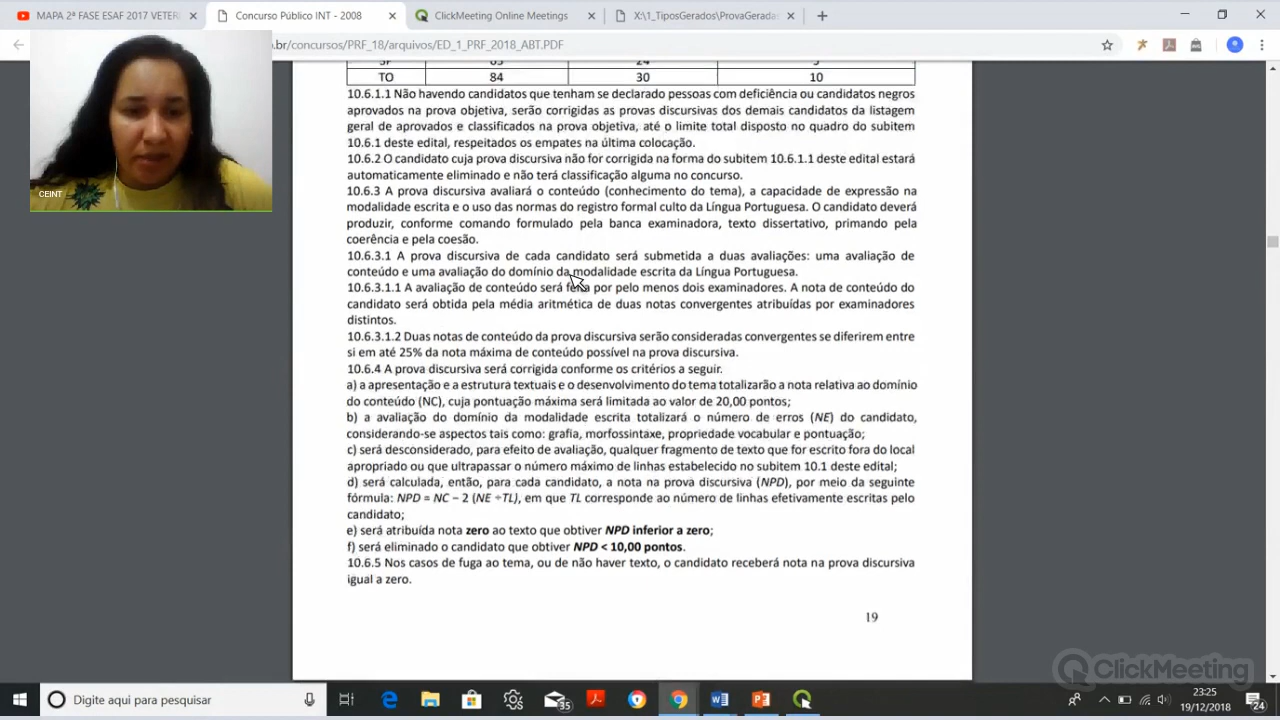 MAPA 2ª FASE ESAF 2017 VETER
Concurso Público INT - 2008
ClickMeeting Online Meetings
X:\1_TiposGerados\ProvaGerada
.br/concursos/PRF_18/arquivos/ED_1_PRF_2018_ABT.PDF
TO 84 30 10
10.6.1.1 Não havendo candidatos que tenham se declarado pessoas com deficiência ou candidatos negros
aprovados na prova objetiva, serão corrigidas as provas discursivas dos demais candidatos da listagem
geral de aprovados e classificados na prova objetiva, até o limite total disposto no quadro do subitem
10.6.1 deste edital, respeitados os empates na última colocação.
10.6.2 O candidato cuja prova discursiva não for corrigida na forma do subitem 10.6.1.1 deste edital estará
automaticamente eliminado e não terá classificação alguma no concurso.
10.6.3 A prova discursiva avaliará o conteúdo (conhecimento do tema), a capacidade de expressão na
modalidade escrita e o uso das normas do registro formal culto da Língua Portuguesa. O candidato deverá
produzir, conforme comando formulado pela banca examinadora, texto dissertativo, primando pela
coerência e pela coesão.
10.6.3.1 A prova discursiva de cada candidato será submetida a duas avaliações: uma avaliação de
conteúdo e uma avaliação do domínio da modalidade escrita da Língua Portuguesa.
10.6.3.1.1 A avaliação de conteúdo será feita por pelo menos dois examinadores. A nota de conteúdo do
candidato será obtida pela média aritmética de duas notas convergentes atribuídas por examinadores
distintos.
10.6.3.1.2 Duas notas de conteúdo da prova discursiva serão consideradas convergentes se diferirem entre
si em até 25% da nota máxima de conteúdo possível na prova discursiva.
10.6.4 A prova discursiva será corrigida conforme os critérios a seguir.
a) a apresentação e a estrutura textuais e o desenvolvimento do tema totalizarão a nota relativa ao domínio
do conteúdo (NC), cuja pontuação máxima será limitada ao valor de 20,00 pontos;
b) a avaliação do domínio da modalidade escrita totalizará o número de erros (NE) do candidato,
considerando-se aspectos tais como: grafia, morfossintaxe, propriedade vocabular e pontuação;
c) será desconsiderado, para efeito de avaliação, qualquer fragmento de texto que for escrito fora do local
apropriado ou que ultrapassar o número máximo de linhas estabelecido no subitem 10.1 deste edital;
d) será calculada, então, para cada candidato, a nota na prova discursiva (NPD), por meio da seguinte
fórmula: NPD = NC – 2 (NE ÷TL), em que TL corresponde ao número de linhas efetivamente escritas pelo
candidato;
e) será atribuída nota zero ao texto que obtiver NPD inferior a zero;
f) será eliminado o candidato que obtiver NPD < 10,00 pontos.
10.6.5 Nos casos de fuga ao tema, ou de não haver texto, o candidato receberá nota na prova discursiva
igual a zero.
19
CEINT
ClickMeeting
Digite aqui para pesquisar
35
23:25
19/12/2018
24